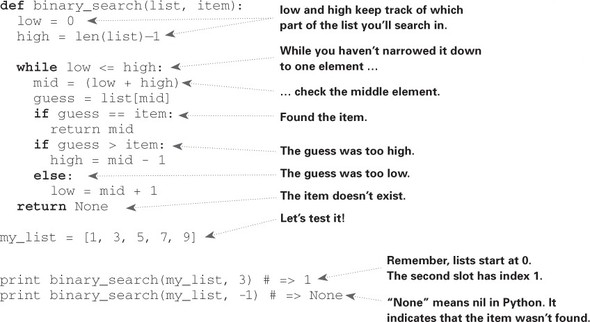 def binary_search(list, item):
low = 0
high = len(list)—1
low and high keep track of which
part of the list you'll search in.
while low <= high:
While you haven't narrowed it down
to one element …
mid = (low + high)
… check the middle element.
guess = list[mid]
if guess == item:
Found the item.
return mid
if guess > item:
The guess was too high.
high = mid - 1
else:
The guess was too low.
low = mid + 1
return None
The item doesn't exist.
Let's test it!
my_list = [1, 3, 5, 7, 9]
Remember, lists start at 0.
The second slot has index 1.
print binary_search(my_list, 3) # => 1
print binary_search(my_list, -1) # => None
"None" means nil in Python. It
indicates that the item wasn't found.